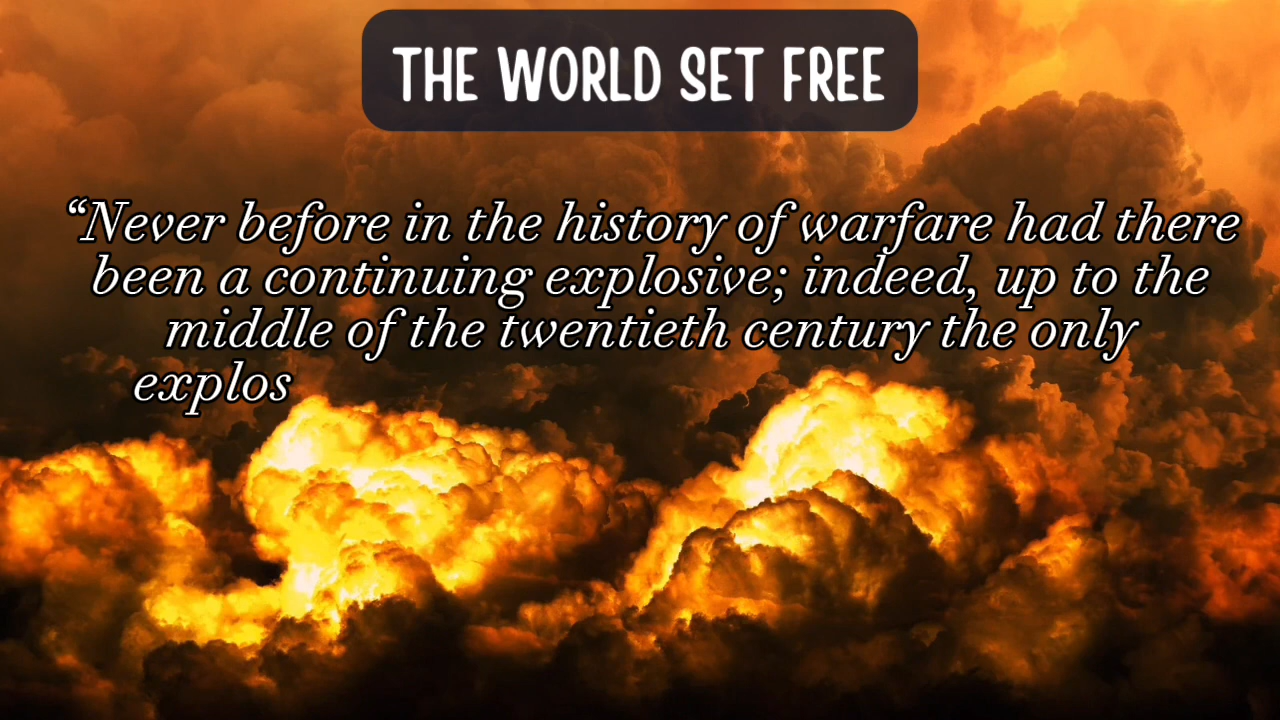 THE WORLD SET FREE
“Never before in the history of warfare had there
been a continuing explosive; indeed, up to the
middle of the twentieth century the only
explos